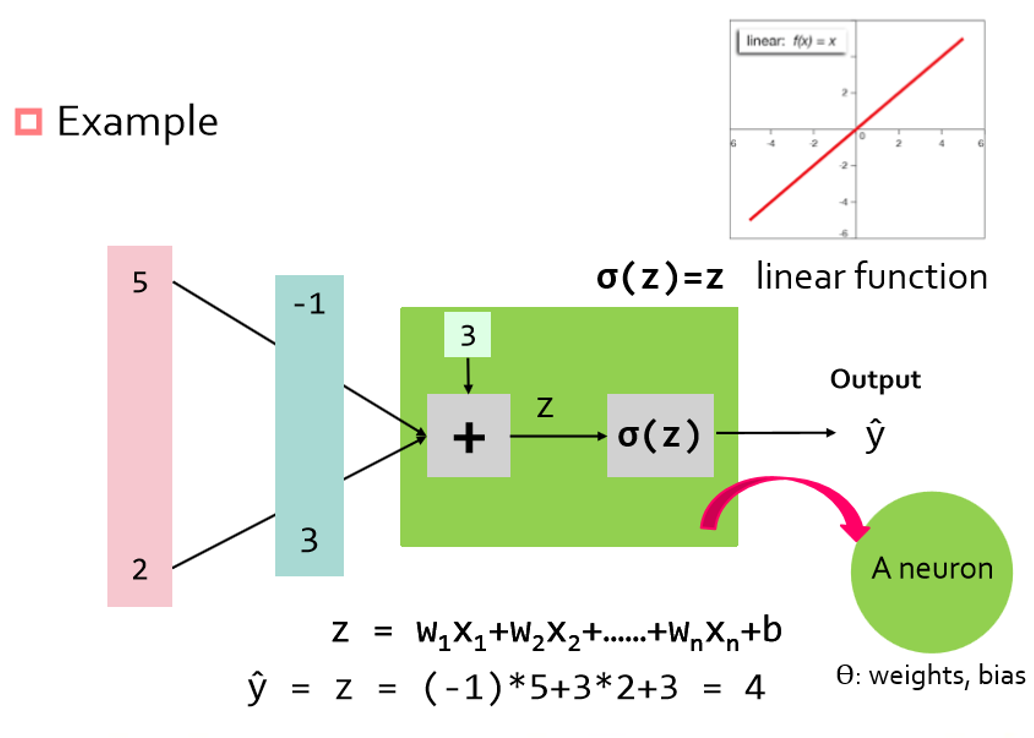 linear: f(x) = x
2
-2
-4
-6
6
-4
-2
0
2
4
6
Example
σ(z)=z linear function
5
2
-1
3
3
+
z
σ(z)
Output
ŷ
A neuron
θ: weights, bias
z = w₁x₁+w₂x₂+……+wₙxₙ+b
ŷ = z = (-1)*5+3*2+3 = 4